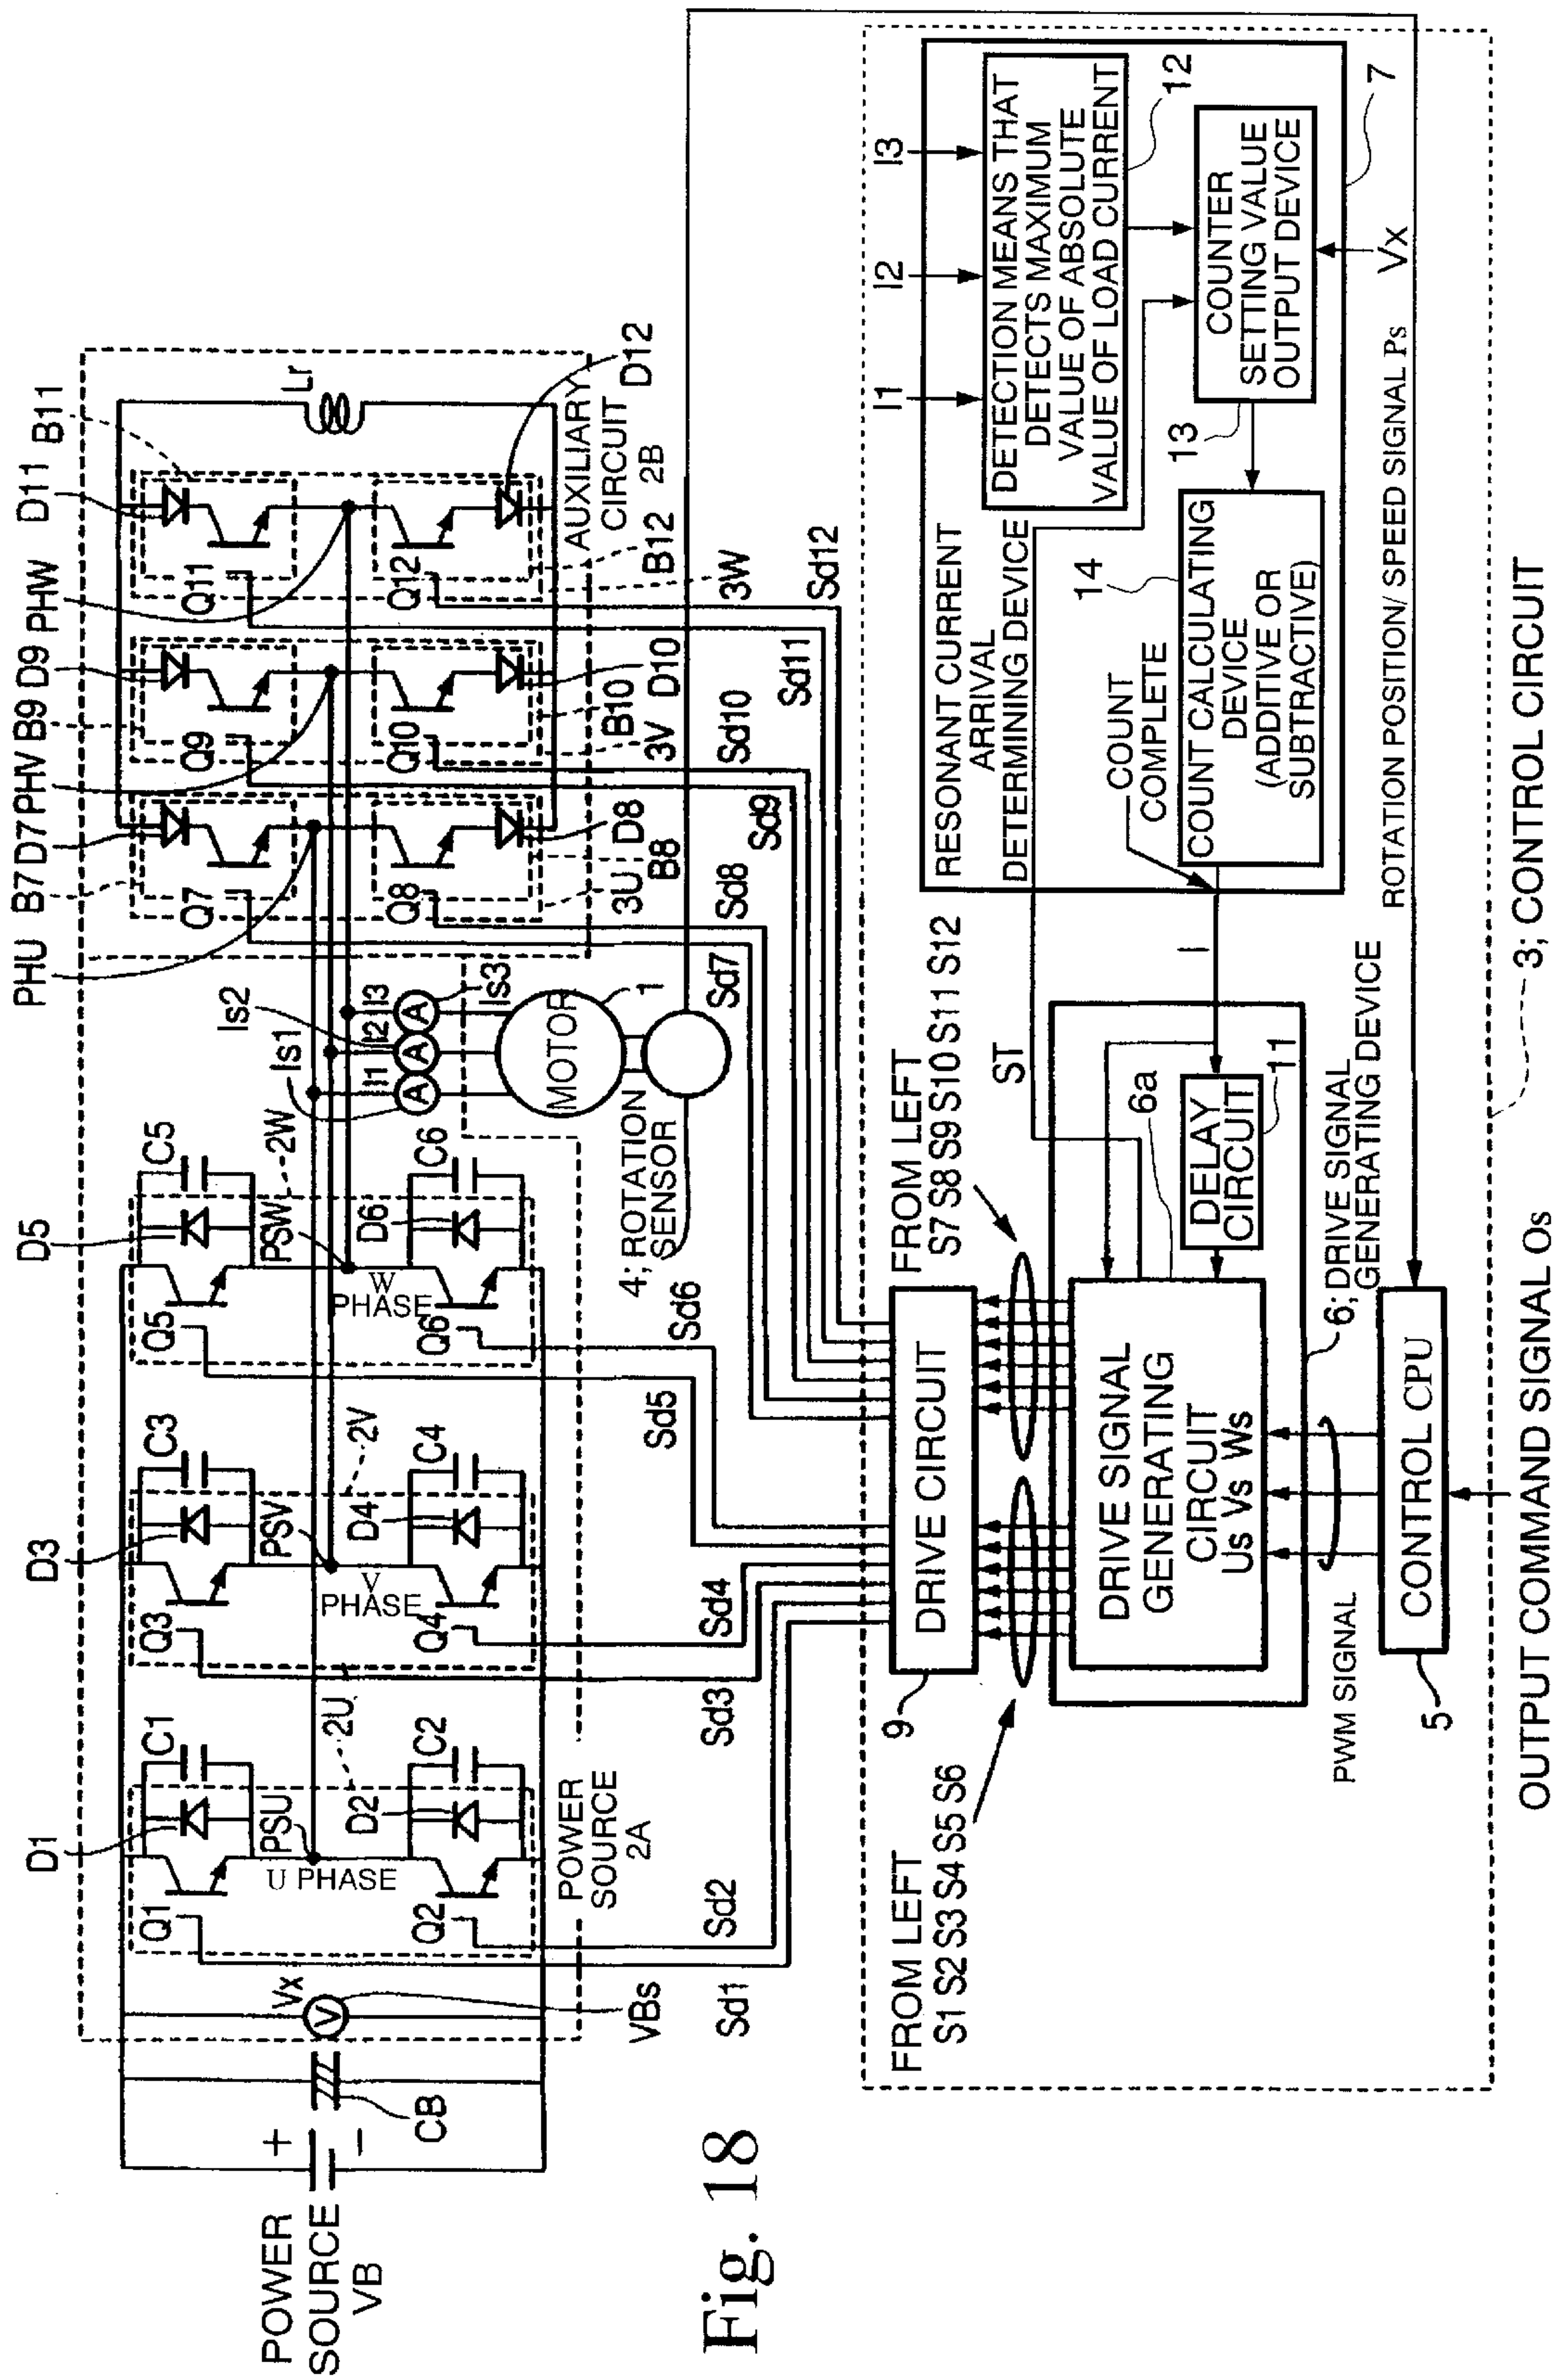 D1
D3
D5
PHU
B7
D7
PHV
B9
D9
PHW
D11
B11
Is2
Is1
Q1
C1
Q3
C3
Q5
C5
Q7
Q9
Q11
Lr
POWER
SOURCE
VB
+
−
Vx
V
PSU
2U
PSV
2V
PSW
2W
U PHASE
V
PHASE
W
PHASE
D2
D4
D6
I1
I2
I3
A
A
A
Is3
CB
Q2
C2
Q4
C4
Q6
C6
Q8
Q10
Q12
MOTOR
1
POWER
SOURCE
2A
VBs
4; ROTATION
SENSOR
3U
D8
B8
B10
3V
D10
AUXILIARY
CIRCUIT
2B
B12
3W
D12
Sd1
Sd2
Sd3
Sd4
Sd5
Sd6
Sd7
Sd8
Sd9
Sd10
Sd11
Sd12
Fig. 18
FROM LEFT
S1 S2 S3 S4 S5 S6
9
DRIVE CIRCUIT
FROM LEFT
S7 S8 S9 S10 S11 S12
ST
I1
I2
I3
RESONANT CURRENT
ARRIVAL
DETERMINING DEVICE
DETECTION MEANS THAT
DETECTS MAXIMUM
VALUE OF ABSOLUTE
VALUE OF LOAD CURRENT
12
DRIVE SIGNAL
GENERATING
CIRCUIT
Us Vs Ws
6a
DELAY
CIRCUIT
11
I
COUNT
COMPLETE
14
COUNT CALCULATING
DEVICE
(ADDITIVE OR
SUBTRACTIVE)
13
COUNTER
SETTING VALUE
OUTPUT DEVICE
7
Vx
PWM SIGNAL
6; DRIVE SIGNAL
GENERATING DEVICE
ROTATION POSITION/ SPEED SIGNAL Ps
5
CONTROL CPU
3; CONTROL CIRCUIT
OUTPUT COMMAND SIGNAL Os